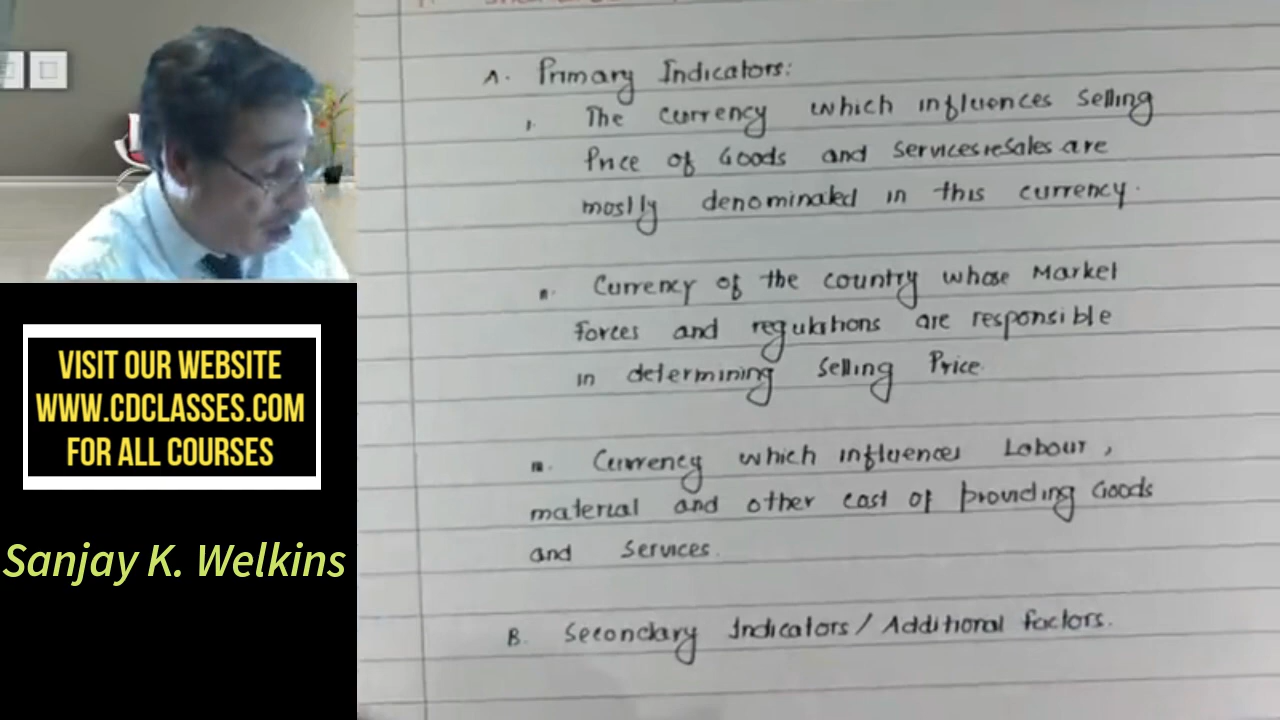 VISIT OUR WEBSITE
WWW.CDCLASSES.COM
FOR ALL COURSES
Sanjay K. Welkins
A. Primary Indicators:
I. The currency which influences selling
Price of Goods and services ie sales are
mostly denominated in this currency.
II. Currency of the country whose Market
forces and regulations are responsible
in determining selling Price.
III. Currency which influences Labour,
material and other cost of providing Goods
and services.
B. Secondary Indicators / Additional factors.